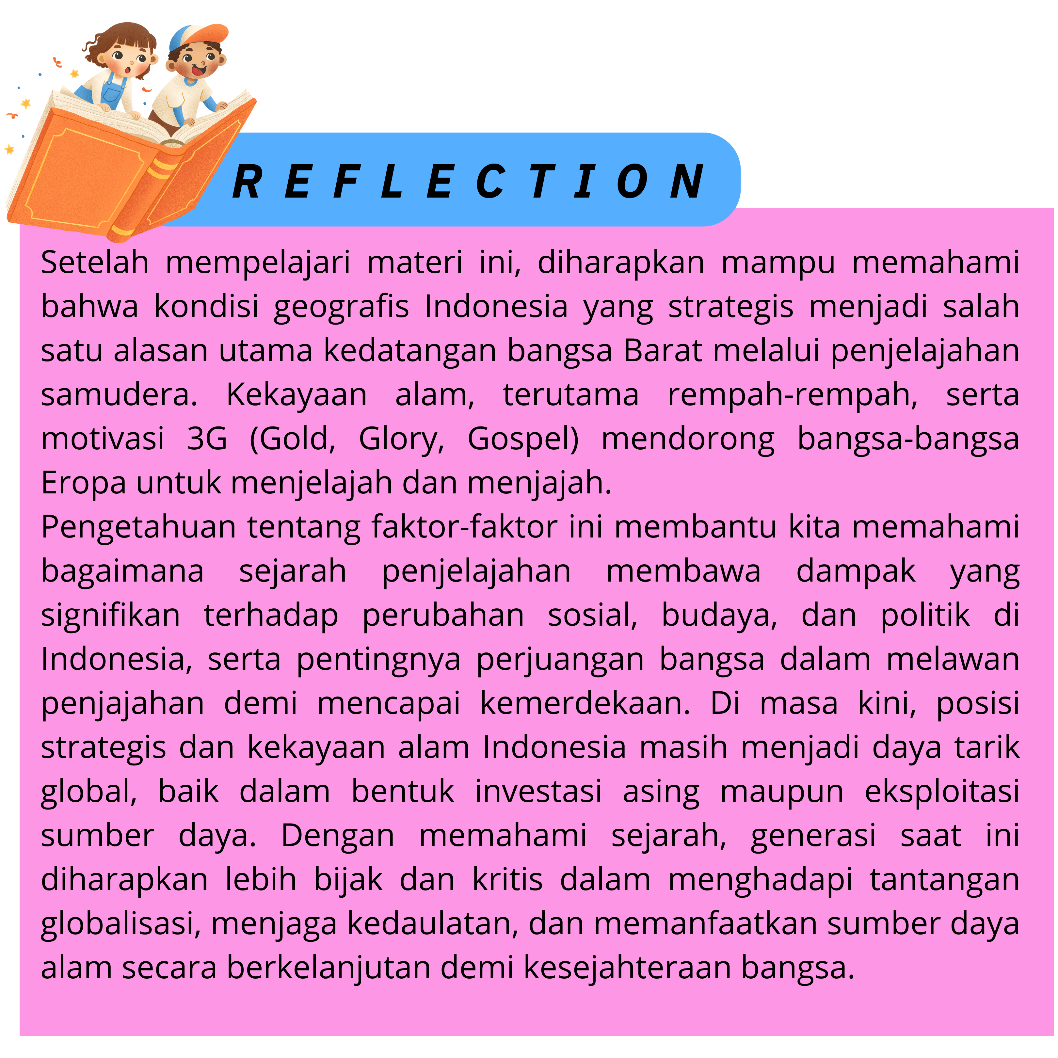 REFLECTION
Setelah mempelajari materi ini, diharapkan mampu memahami
bahwa kondisi geografis Indonesia yang strategis menjadi salah
satu alasan utama kedatangan bangsa Barat melalui penjelajahan
samudera. Kekayaan alam, terutama rempah-rempah, serta
motivasi 3G (Gold, Glory, Gospel) mendorong bangsa-bangsa
Eropa untuk menjelajah dan menjajah.
Pengetahuan tentang faktor-faktor ini membantu kita memahami
bagaimana sejarah penjelajahan membawa dampak yang
signifikan terhadap perubahan sosial, budaya, dan politik di
Indonesia, serta pentingnya perjuangan bangsa dalam melawan
penjajahan demi mencapai kemerdekaan. Di masa kini, posisi
strategis dan kekayaan alam Indonesia masih menjadi daya tarik
global, baik dalam bentuk investasi asing maupun eksploitasi
sumber daya. Dengan memahami sejarah, generasi saat ini
diharapkan lebih bijak dan kritis dalam menghadapi tantangan
globalisasi, menjaga kedaulatan, dan memanfaatkan sumber daya
alam secara berkelanjutan demi kesejahteraan bangsa.